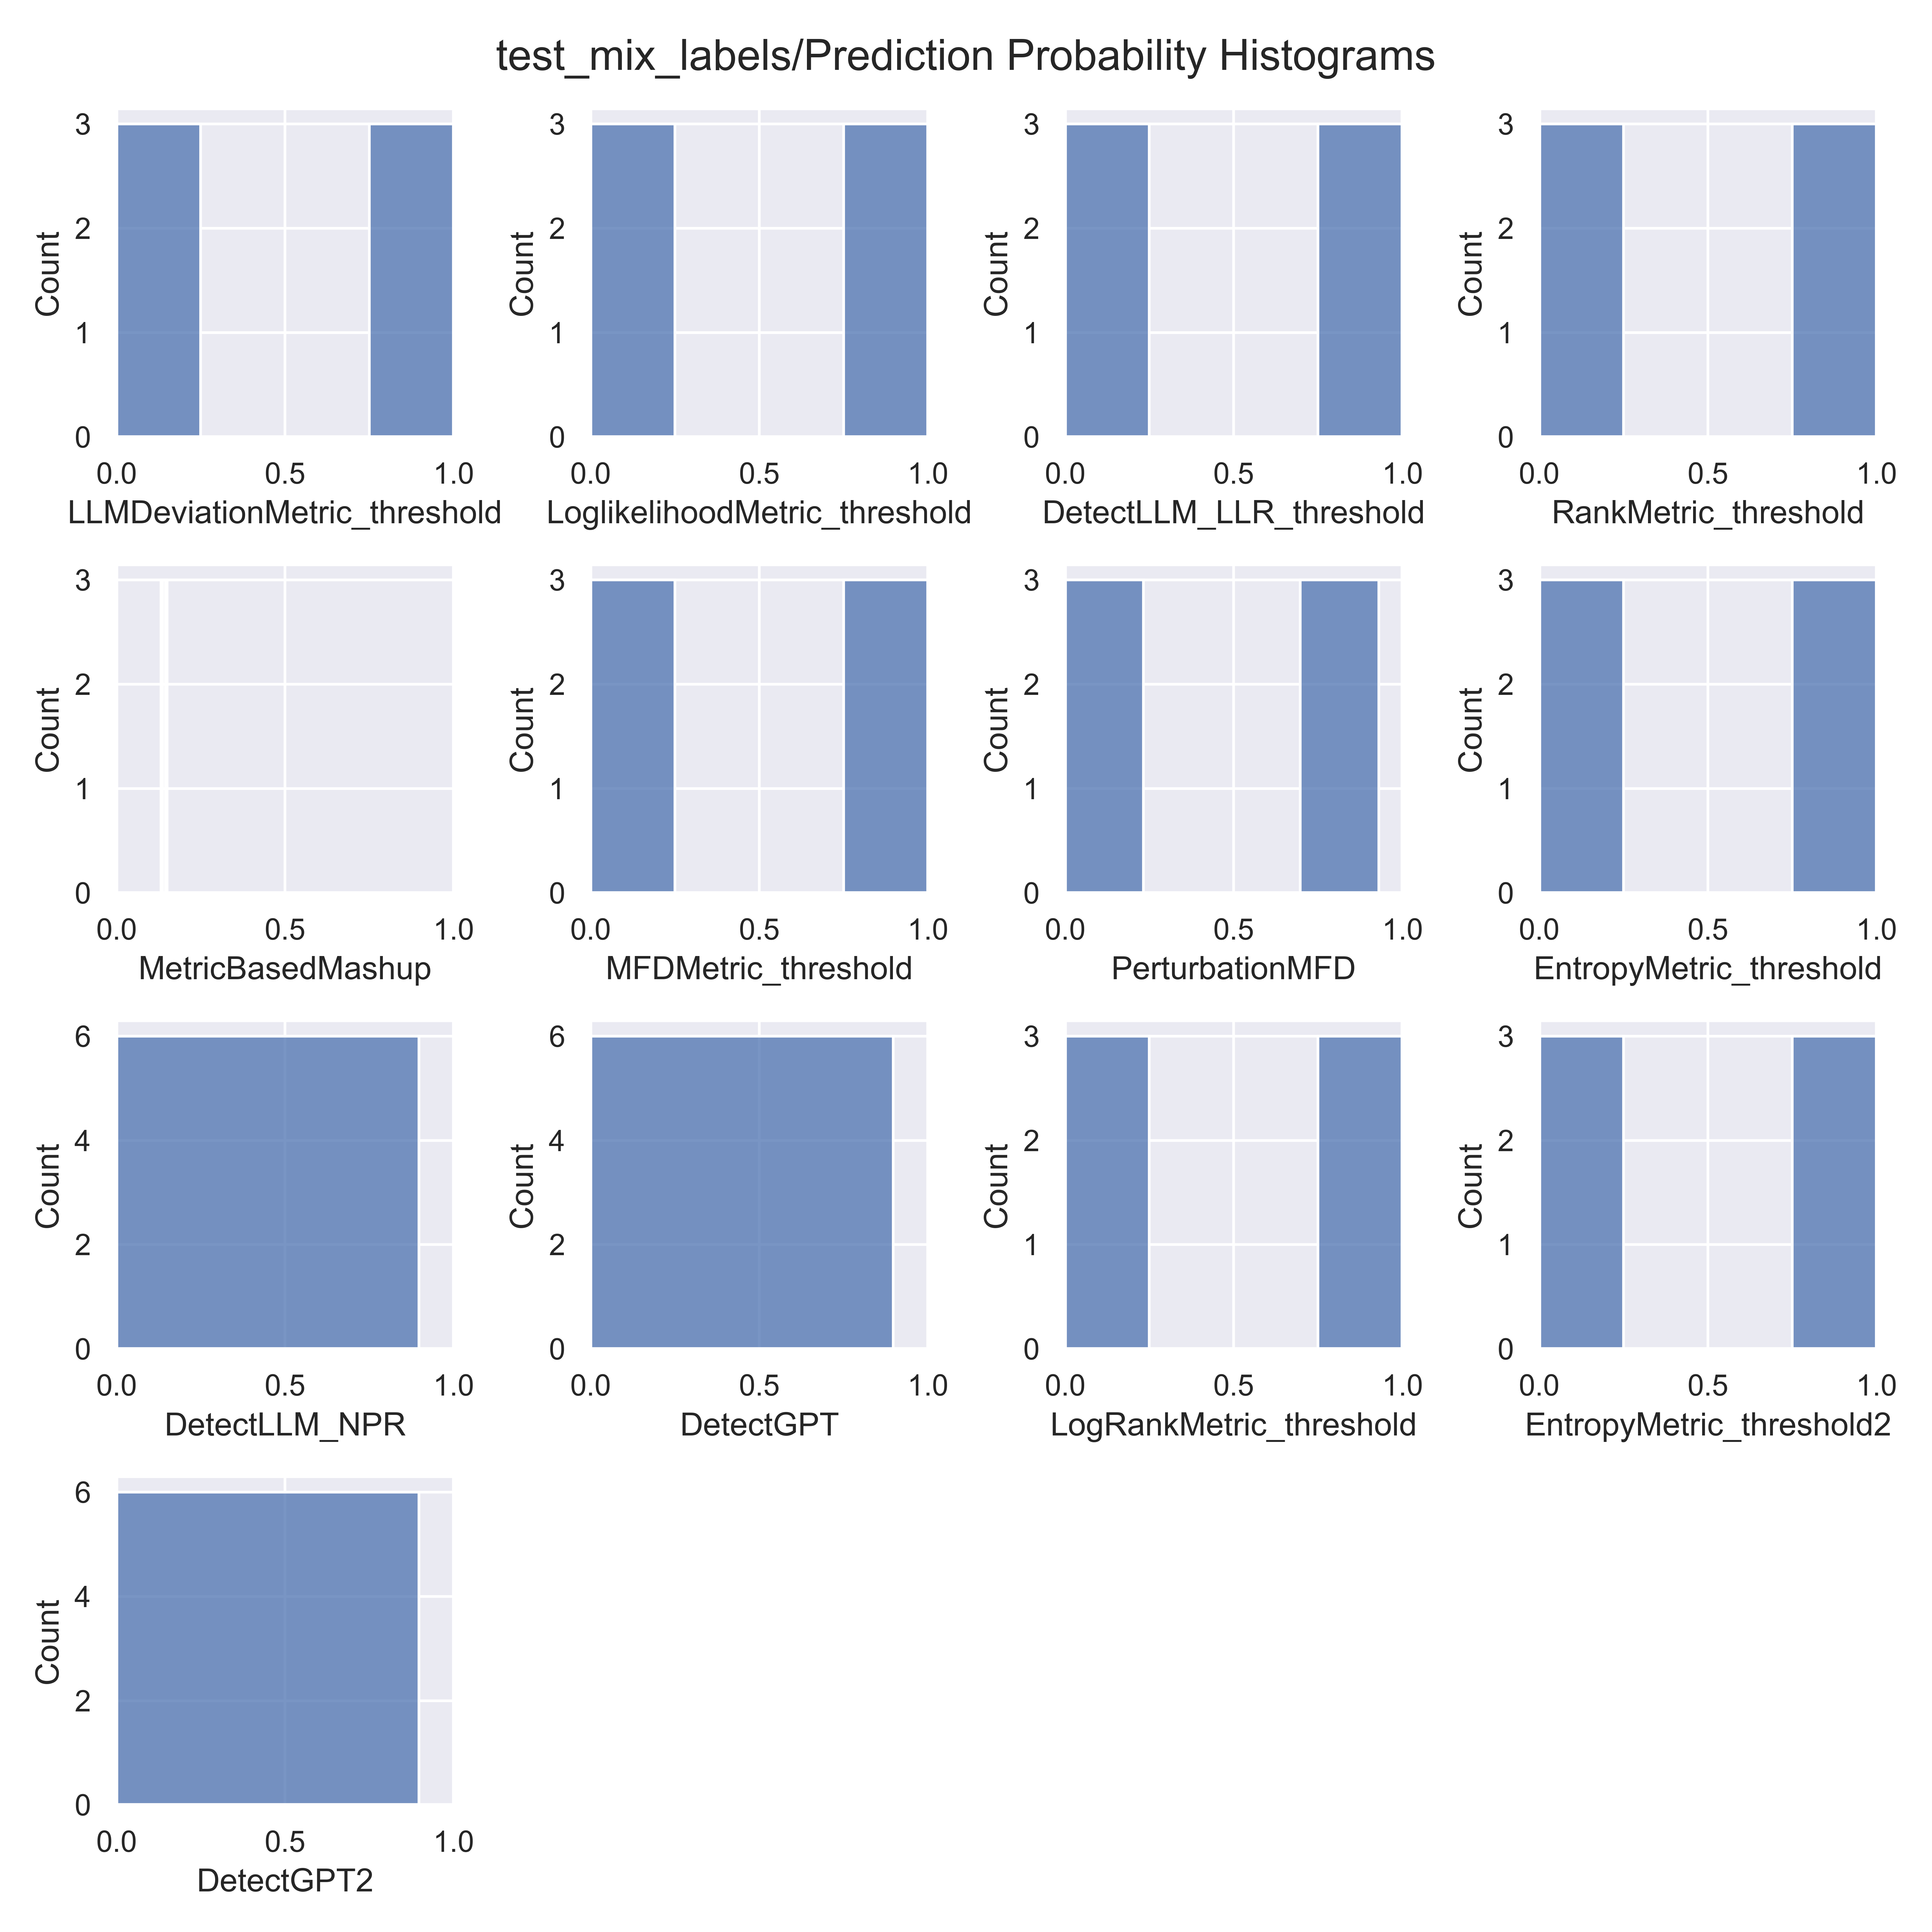 test_mix_labels/Prediction Probability Histograms
3 3 3 3
2 2 2 2
Count Count Count Count
1 1 1 1
0 0 0 0
0.0 0.5 1.0 0.0 0.5 1.0 0.0 0.5 1.0 0.0 0.5 1.0
LLMDeviationMetric_threshold LoglikelihoodMetric_threshold DetectLLM_LLR_threshold RankMetric_threshold
3 3 3 3
2 2 2 2
Count Count Count Count
1 1 1 1
0 0 0 0
0.0 0.5 1.0 0.0 0.5 1.0 0.0 0.5 1.0 0.0 0.5 1.0
MetricBasedMashup MFDMetric_threshold PerturbationMFD EntropyMetric_threshold
6 6 3 3
4 4 2 2
Count Count Count Count
2 2 1 1
0 0 0 0
0.0 0.5 1.0 0.0 0.5 1.0 0.0 0.5 1.0 0.0 0.5 1.0
DetectLLM_NPR DetectGPT LogRankMetric_threshold EntropyMetric_threshold2
6
4
Count
2
0
0.0 0.5 1.0
DetectGPT2